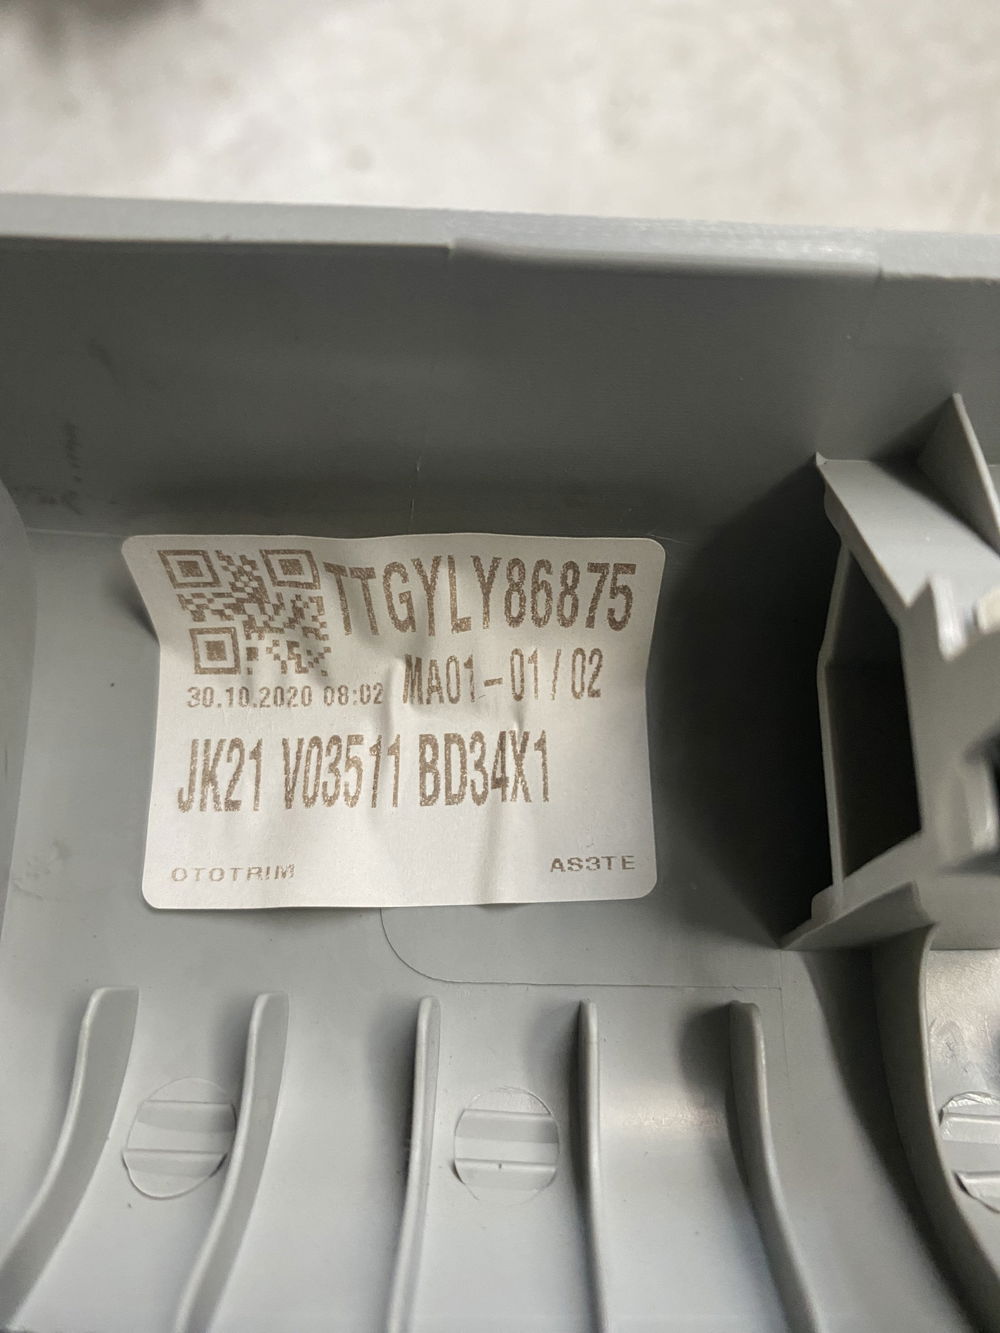 TTGYLY86875
30.10.2020 08:02 MA01-01/02
JK21 V03511 BD34X1
OTOTRIM AS3TE